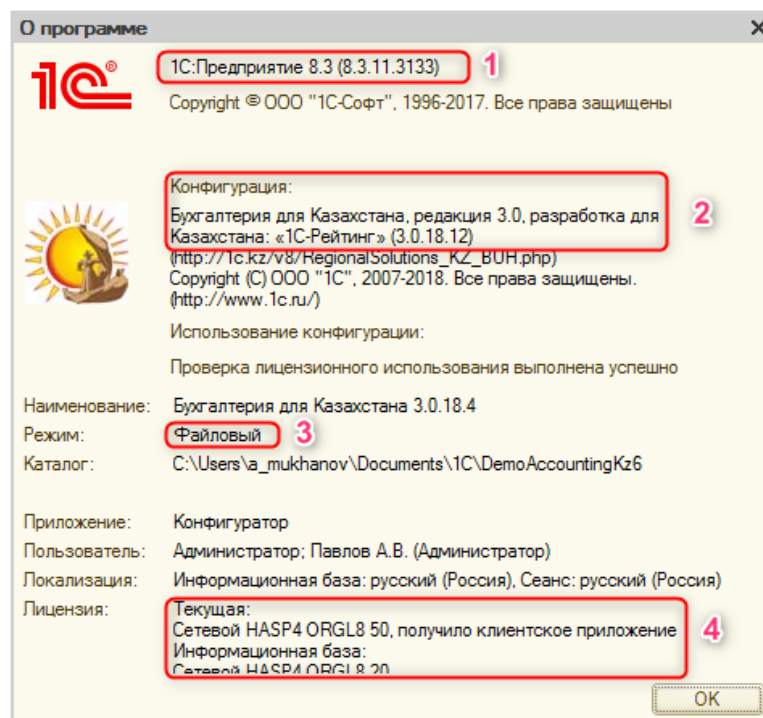 О программе
1С:Предприятие 8.3 (8.3.11.3133)
1
1С®
Copyright © ООО "1С-Софт", 1996-2017. Все права защищены
Конфигурация:
Бухгалтерия для Казахстана, редакция 3.0, разработка для
2
Казахстана: «1С-Рейтинг» (3.0.18.12)
(http://1c.kz/v8/RegionalSolutions_KZ_BUH.php)
Copyright (С) ООО "1С", 2007-2018. Все права защищены.
(http://www.1c.ru/)
Использование конфигурации:
Проверка лицензионного использования выполнена успешно
Наименование: Бухгалтерия для Казахстана 3.0.18.4
Режим: Файловый 3
Каталог: C:\Users\a_mukhanov\Documents\1C\DemoAccountingKz6
Приложение: Конфигуратор
Пользователь: Администратор; Павлов А.В. (Администратор)
Локализация: Информационная база: русский (Россия), Сеанс: русский (Россия)
Лицензия: Текущая:
Сетевой HASP4 ORGL8 50, получило клиентское приложение 4
Информационная база:
Сетевой HASP4 ORGL8 20
OK